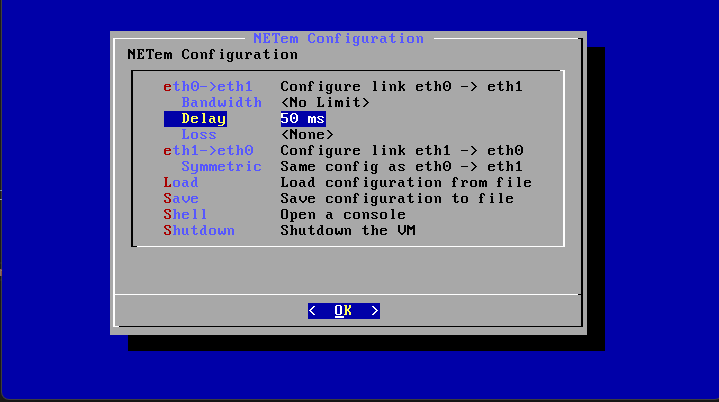 NETem Configuration
NETem Configuration
eth0->eth1 Configure link eth0 -> eth1
Bandwidth <No Limit>
Delay 50 ms
Loss <None>
eth1->eth0 Configure link eth1 -> eth0
Symmetric Same config as eth0 -> eth1
Load Load configuration from file
Save Save configuration to file
Shell Open a console
Shutdown Shutdown the VM
< OK >